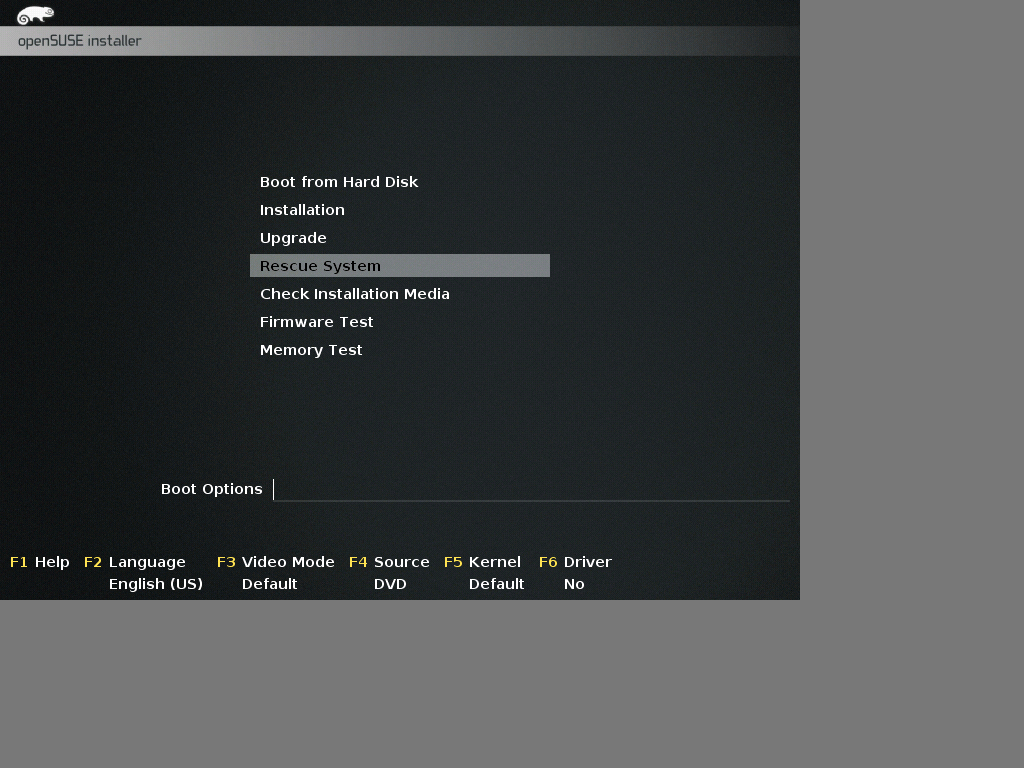 openSUSE installer
Boot from Hard Disk
Installation
Upgrade
Rescue System
Check Installation Media
Firmware Test
Memory Test
Boot Options
F1 Help F2 Language F3 Video Mode F4 Source F5 Kernel F6 Driver
English (US) Default DVD Default No